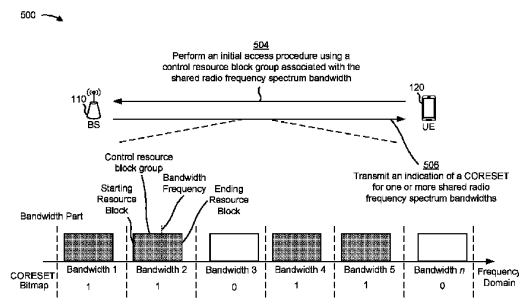 500
504
Perform an initial access procedure using a
control resource block group associated with the
shared radio frequency spectrum bandwidth
110
BS
120
UE
506
Transmit an indication of a CORESET
for one or more shared radio
frequency spectrum bandwidths
Control resource
block group
Bandwidth
Frequency
Starting
Resource
Block
Ending
Resource
Block
Bandwidth Part
Bandwidth 1 Bandwidth 2 Bandwidth 3 Bandwidth 4 Bandwidth 5 Bandwidth n
Frequency
Domain
CORESET
Bitmap
1 1 0 1 1 0